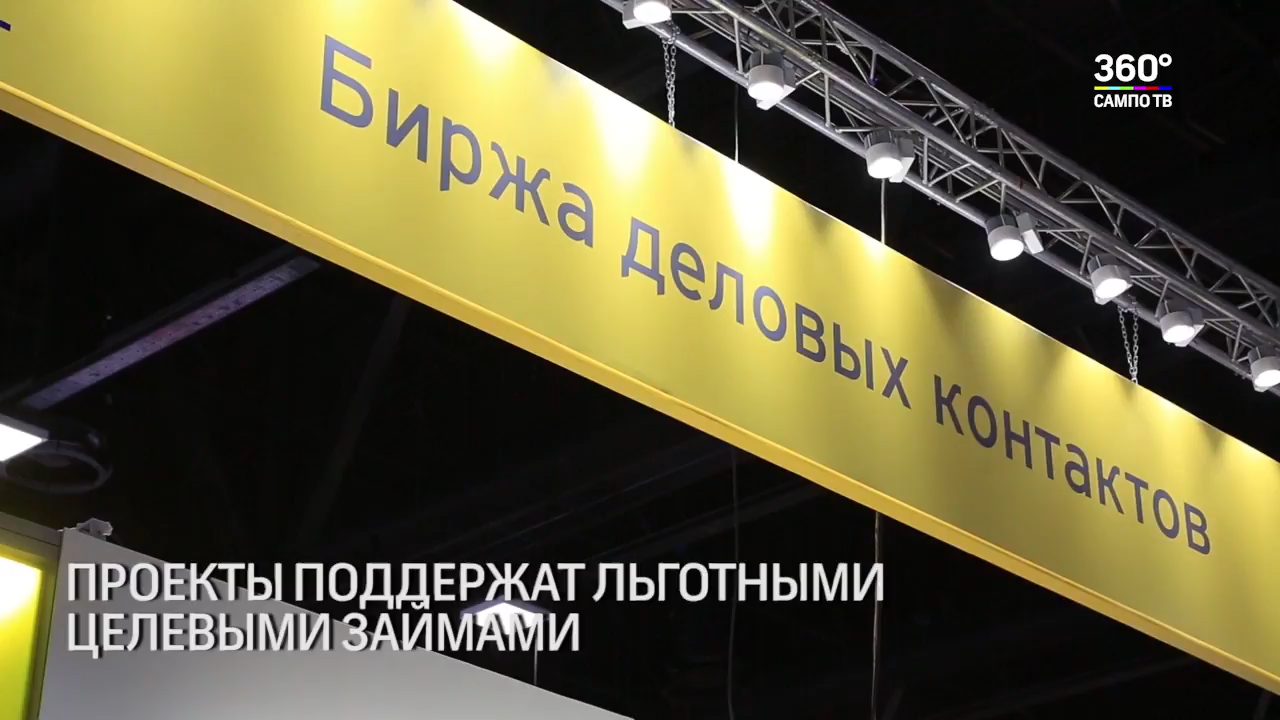 Биржа деловых контактов
360°
САМПО ТВ
ПРОЕКТЫ ПОДДЕРЖАТ ЛЬГОТНЫМИ
ЦЕЛЕВЫМИ ЗАЙМАМИ